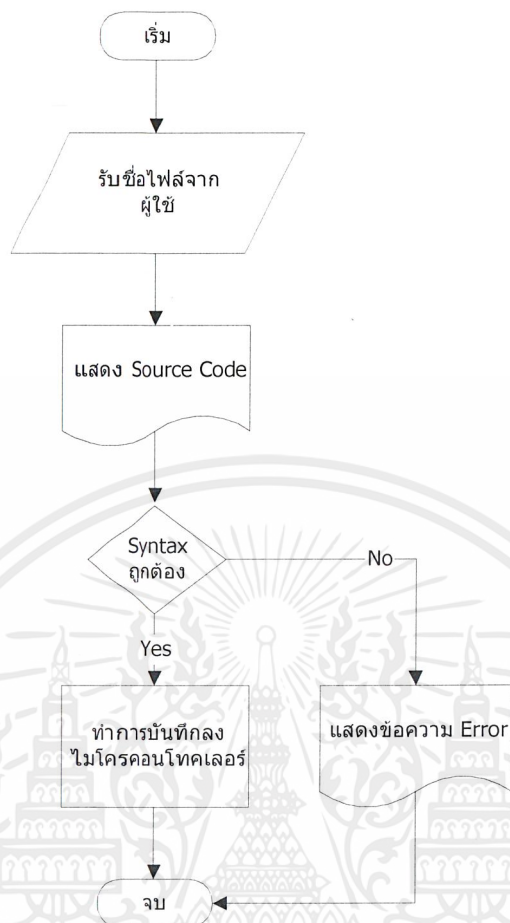 เริ่ม
รับชื่อไฟล์จาก
ผู้ใช้
แสดง Source Code
Syntax
ถูกต้อง
No
Yes
ทำการบันทึกลง
ไมโครคอนโทคเลอร์
แสดงข้อความ Error
จบ